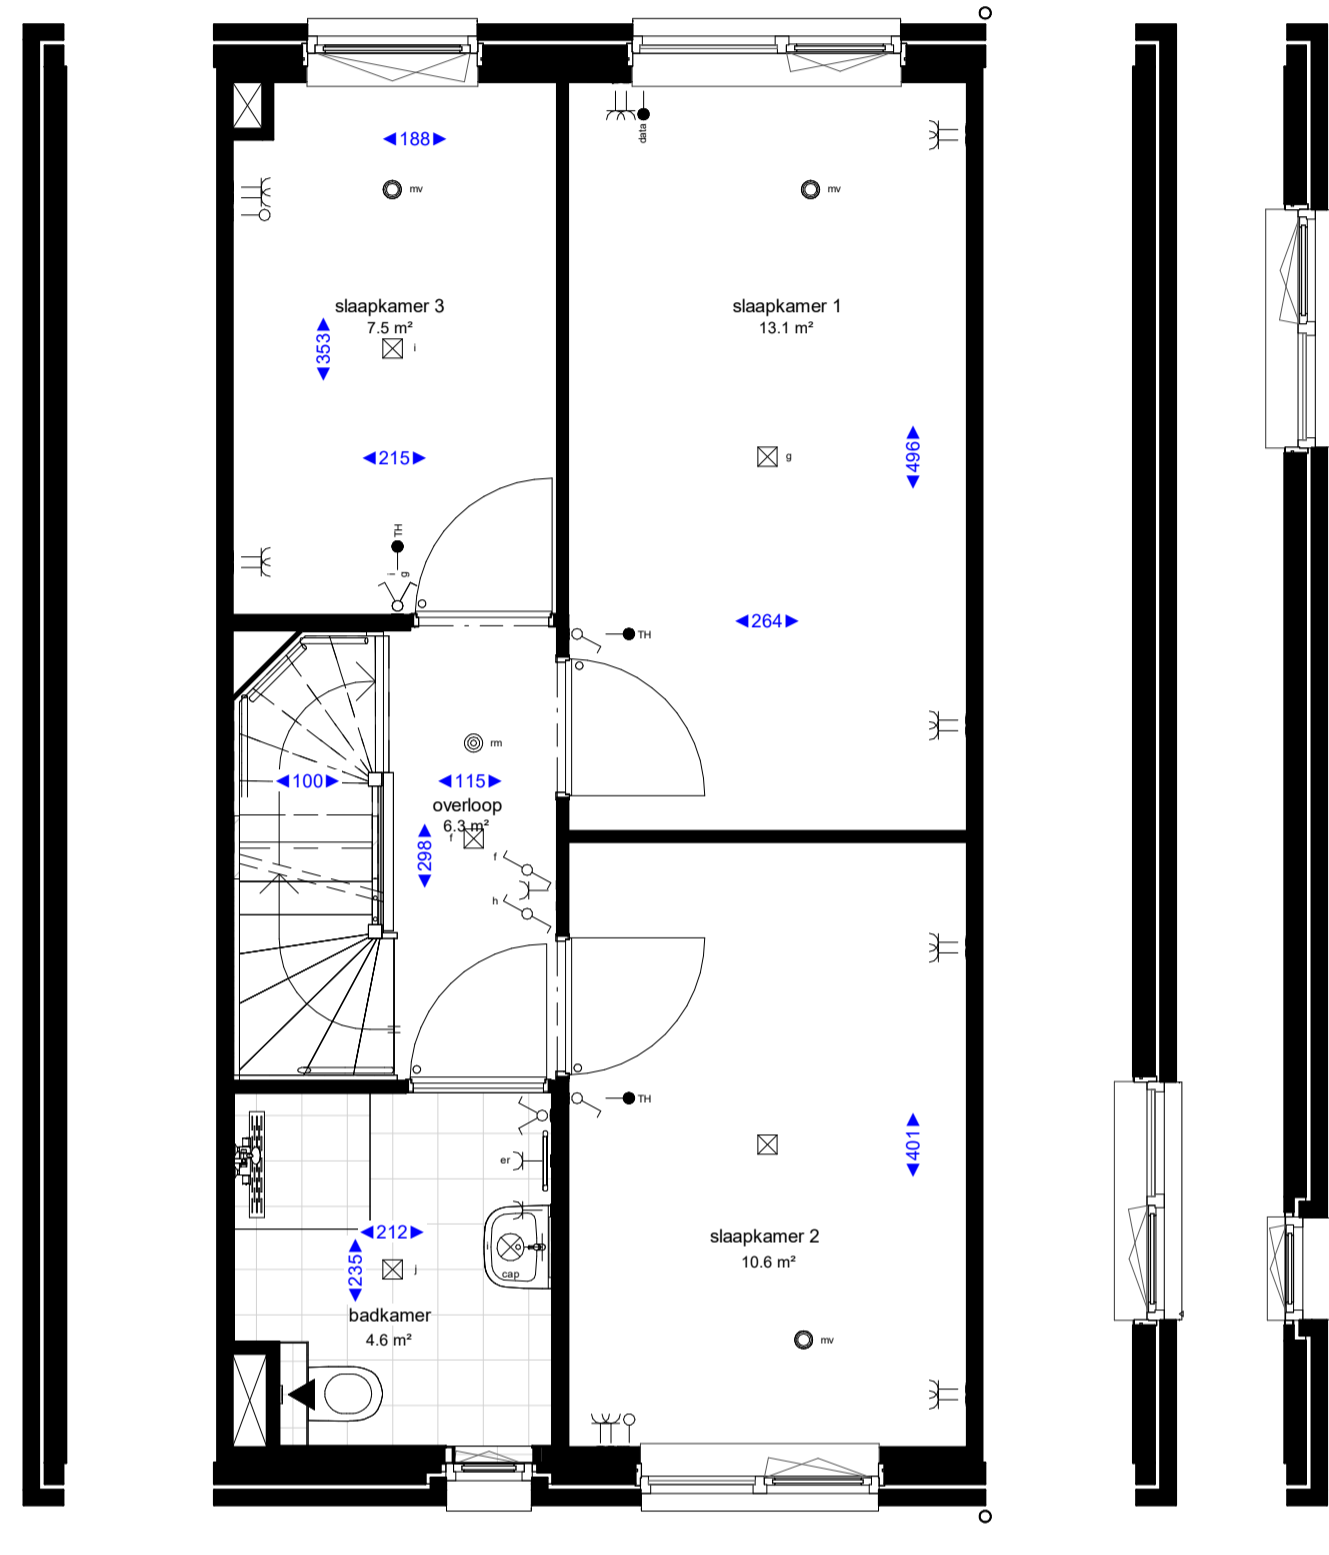 data
188
mv
mv
slaapkamer 3
7.5 m²
slaapkamer 1
13.1 m²
353
i
215
g
496
TH
i
g
264
TH
rm
100
115
overloop
6.3 m²
f
298
f
h
TH
er
401
212
235
j
cap
slaapkamer 2
10.6 m²
badkamer
4.6 m²
mv